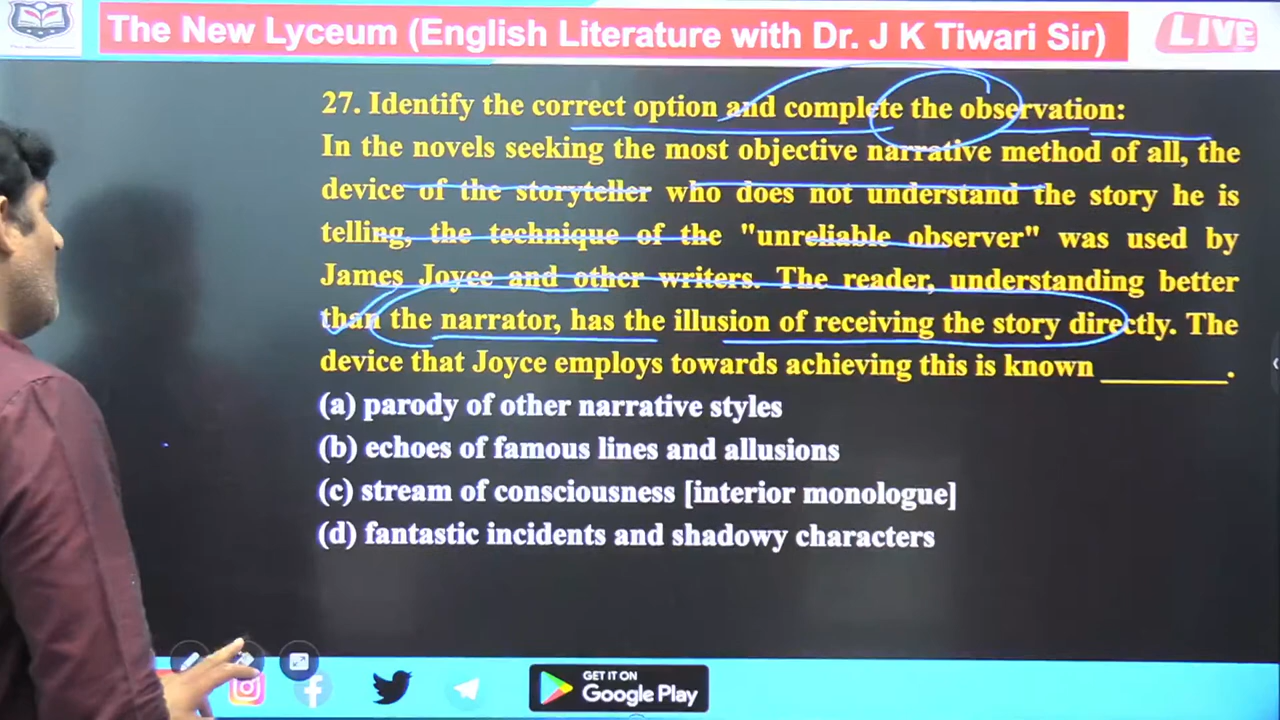 The New Lyceum (English Literature with Dr. J K Tiwari Sir)
LIVE
27. Identify the correct option and complete the observation:
In the novels seeking the most objective narrative method of all, the
device of the storyteller who does not understand the story he is
telling, the technique of the "unreliable observer" was used by
James Joyce and other writers. The reader, understanding better
than the narrator, has the illusion of receiving the story directly. The
device that Joyce employs towards achieving this is known ________.
(a) parody of other narrative styles
(b) echoes of famous lines and allusions
(c) stream of consciousness [interior monologue]
(d) fantastic incidents and shadowy characters
GET IT ON
Google Play